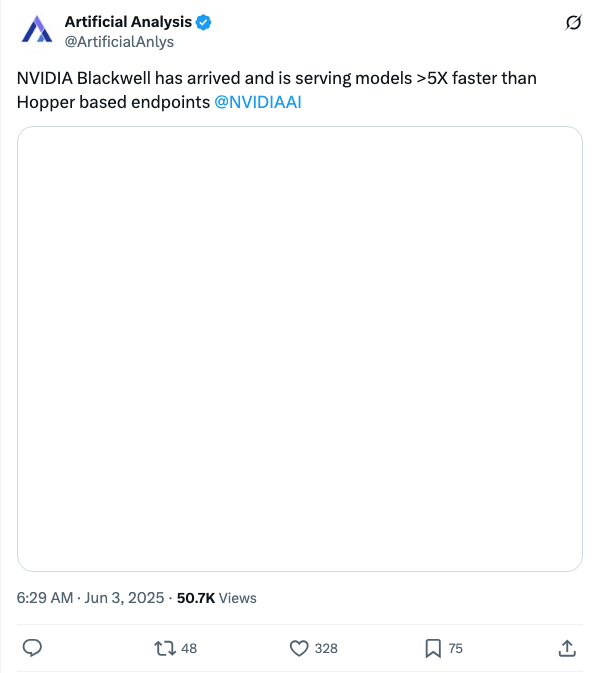 Artificial Analysis
@ArtificialAnlys
NVIDIA Blackwell has arrived and is serving models >5X faster than
Hopper based endpoints @NVIDIAAI
6:29 AM · Jun 3, 2025 · 50.7K Views
48 328 75